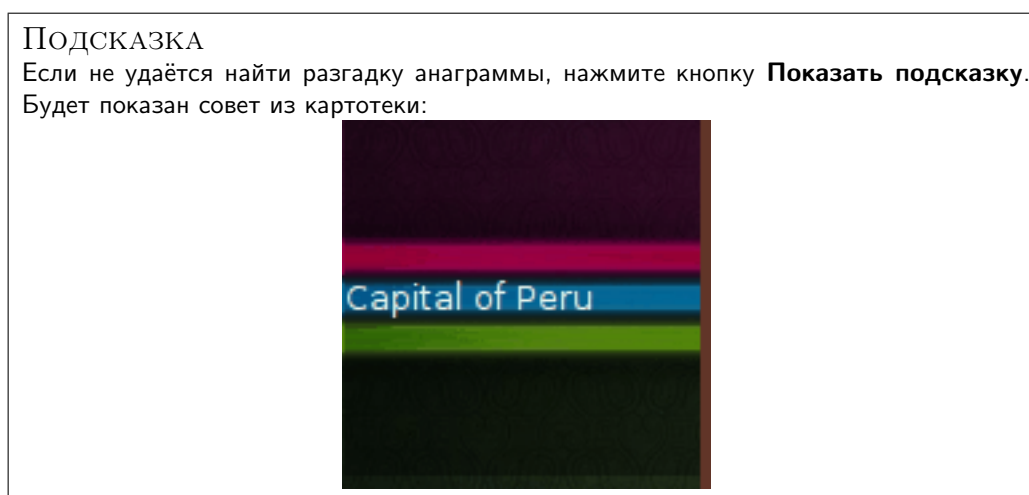 Подсказка
Если не удаётся найти разгадку анаграммы, нажмите кнопку Показать подсказку.
Будет показан совет из картотеки:
Capital of Peru